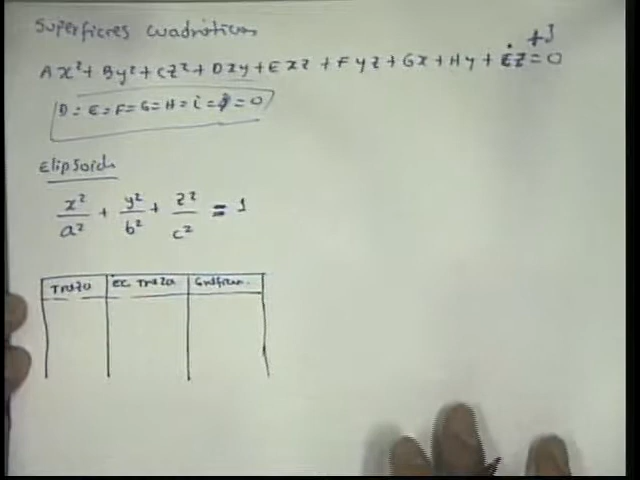 Superficies cuadráticas
+J
Ax² + By² + Cz² + Dxy + Exz + Fyz + Gx + Hy + iz = 0
D = E = F = G = H = i = j = 0
Elipsoide
x²/a² + y²/b² + z²/c² = 1
Traza | Ec Traza | Grafica.